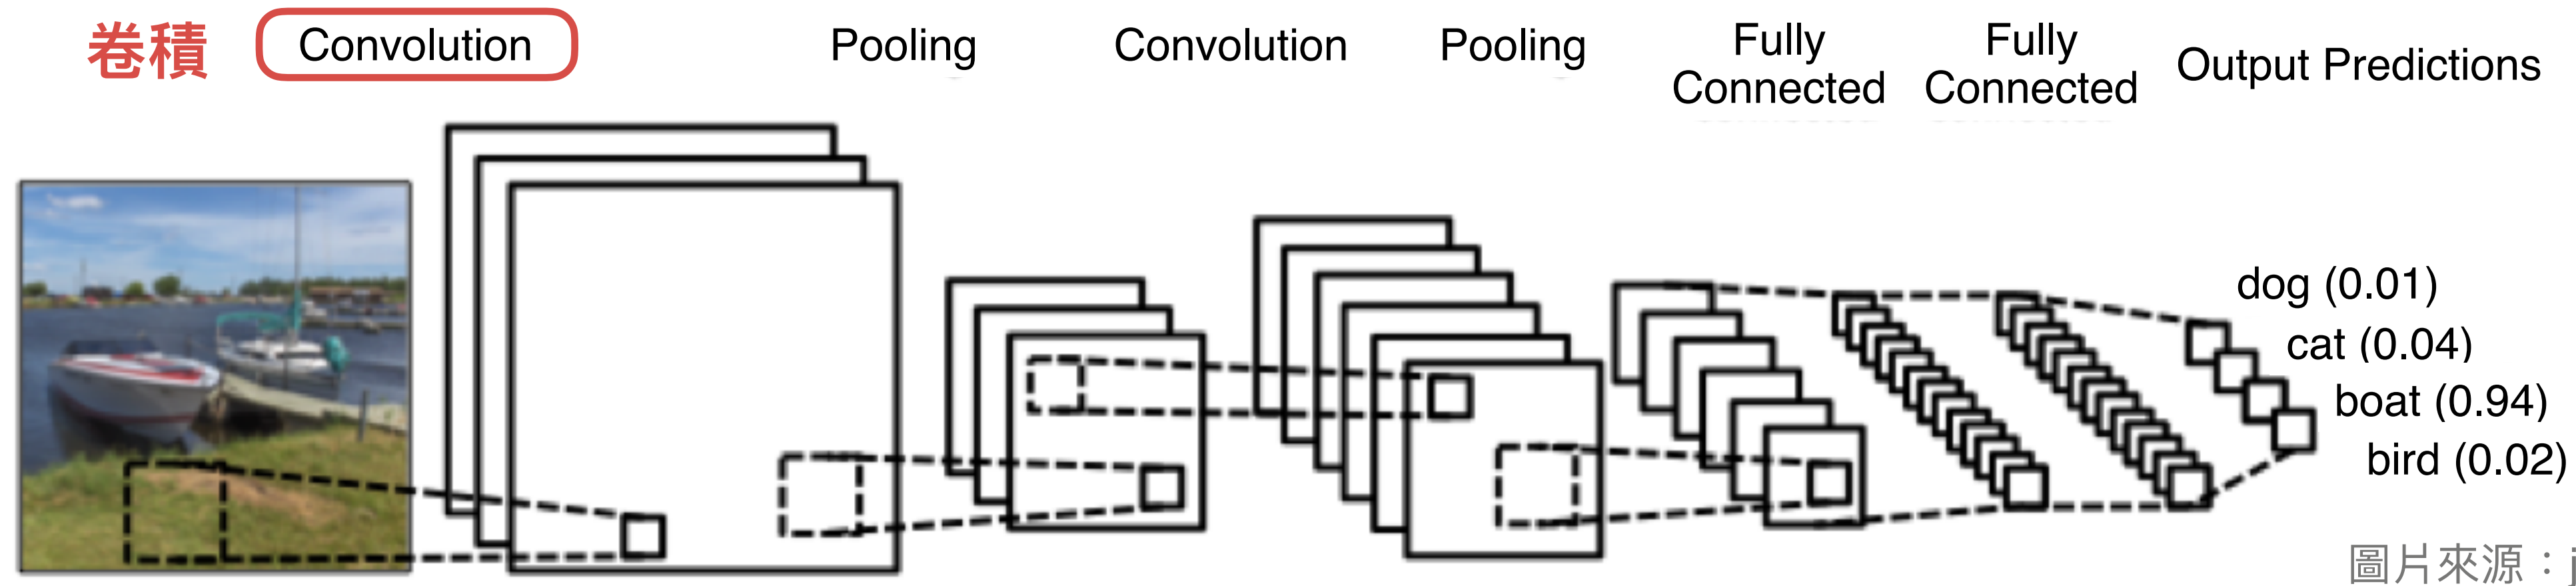 卷積 Convolution Pooling Convolution Pooling Fully Connected Fully Connected Output Predictions
dog (0.01)
cat (0.04)
boat (0.94)
bird (0.02)
圖片來源：